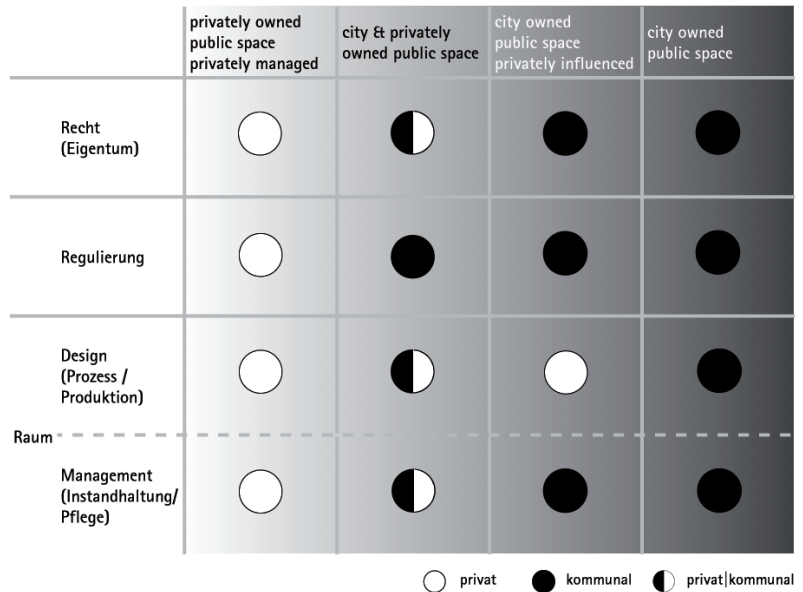 privately owned
public space
privately managed
city & privately
owned public space
city owned
public space
privately influenced
city owned
public space
Recht
(Eigentum)
Regulierung
Design
(Prozess /
Produktion)
Raum
Management
(Instandhaltung/
Pflege)
privat
kommunal
privat|kommunal